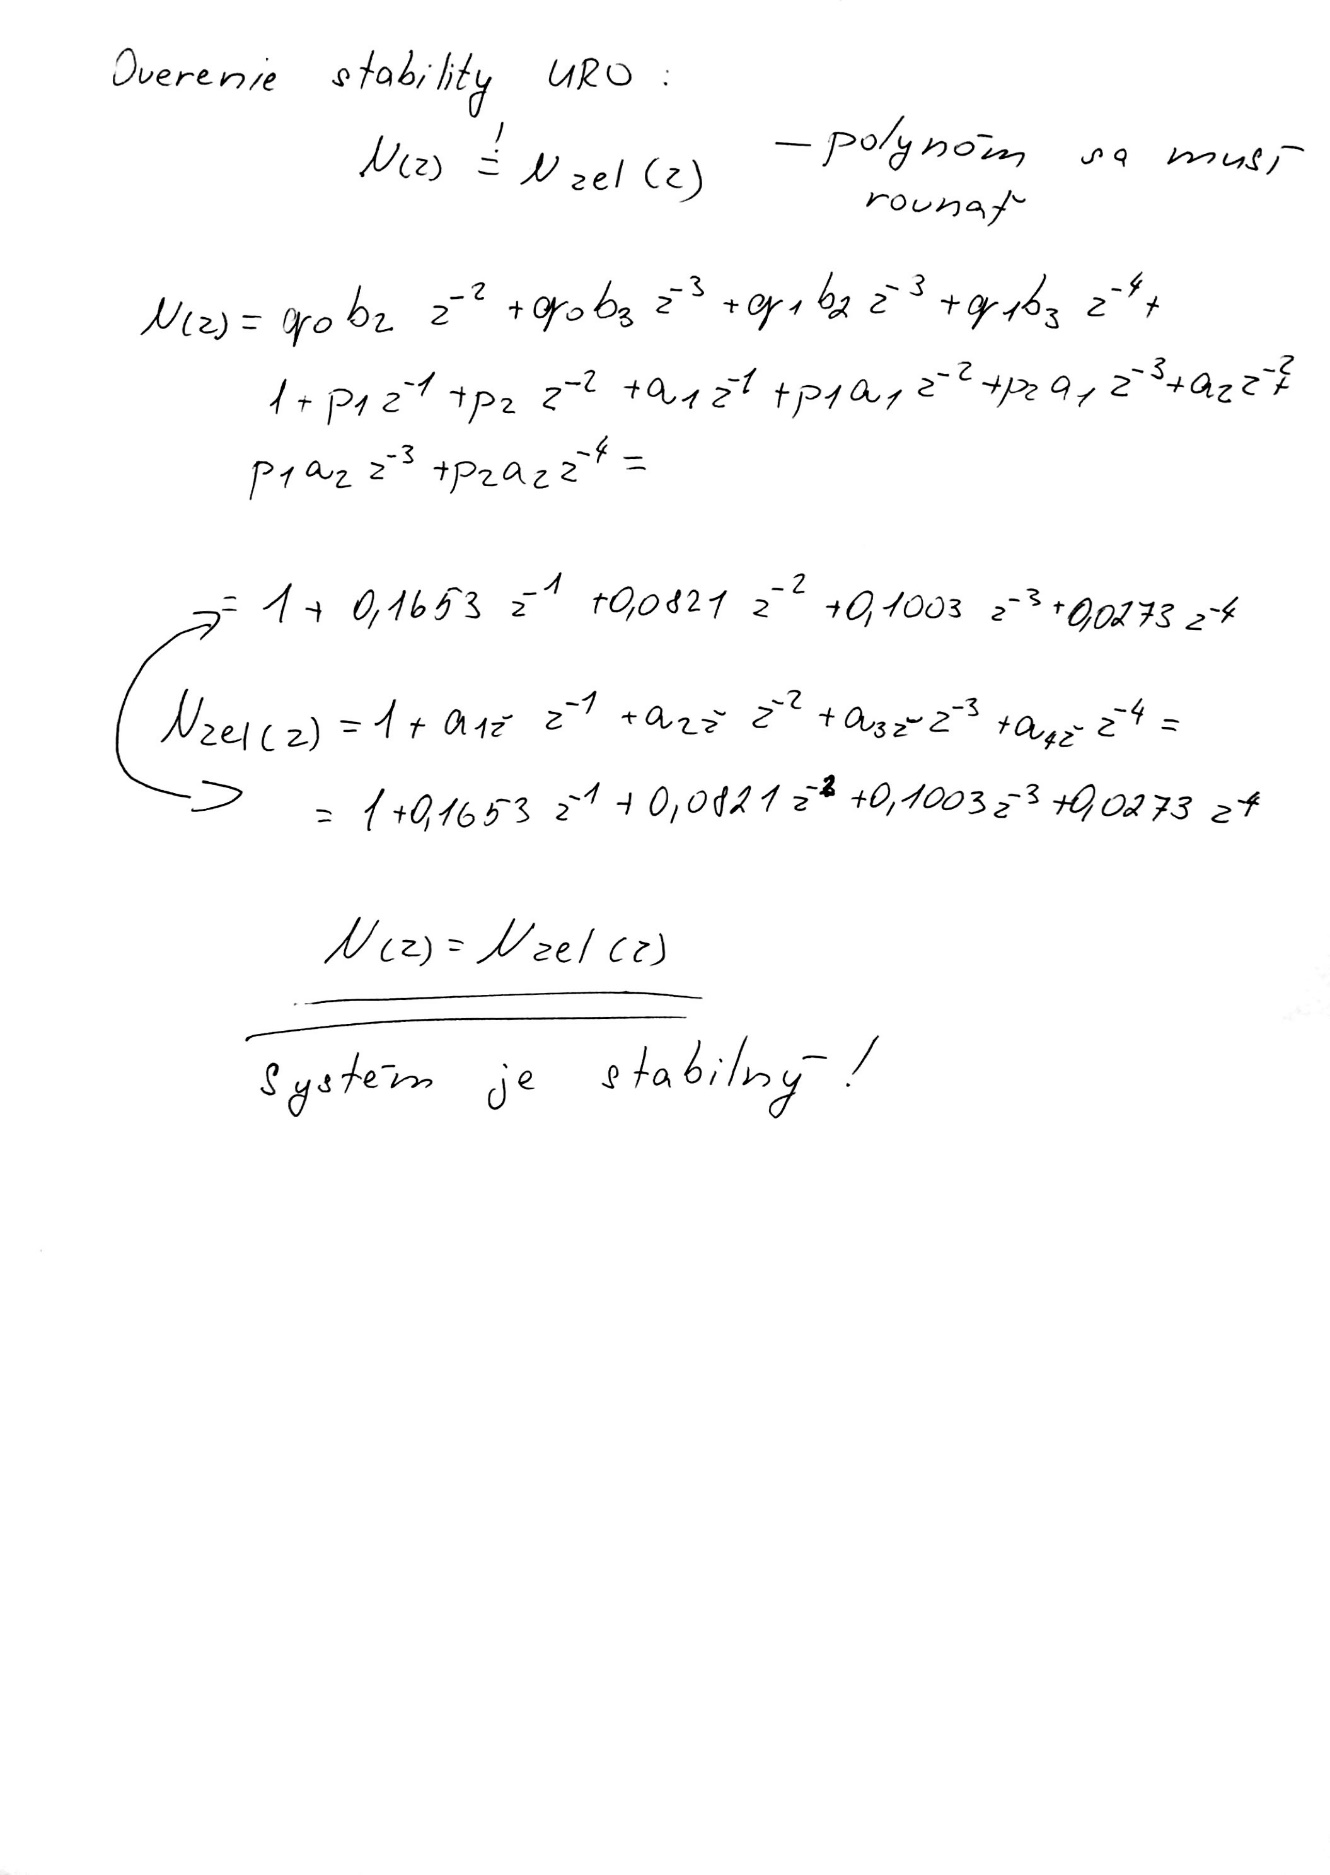 Overenie stability URO :
N(z) =! Nzel (z) – polynóm sa musí
rovnať
N(z) = q0 b2 z^-2 + q0 b3 z^-3 + q1 b2 z^-3 + q1 b3 z^-4 +
1 + p1 z^-1 + p2 z^-2 + a1 z^-1 + p1 a1 z^-2 + p2 a1 z^-3 + a2 z^-2 +
p1 a2 z^-3 + p2 a2 z^-4 =
= 1 + 0,1653 z^-1 + 0,0821 z^-2 + 0,1003 z^-3 + 0,0273 z^-4
Nzel(z) = 1 + a1ž z^-1 + a2ž z^-2 + a3ž z^-3 + a4ž z^-4 =
= 1 + 0,1653 z^-1 + 0,0821 z^-2 + 0,1003 z^-3 + 0,0273 z^-4
N(z) = Nzel (z)
Systém je stabilný !